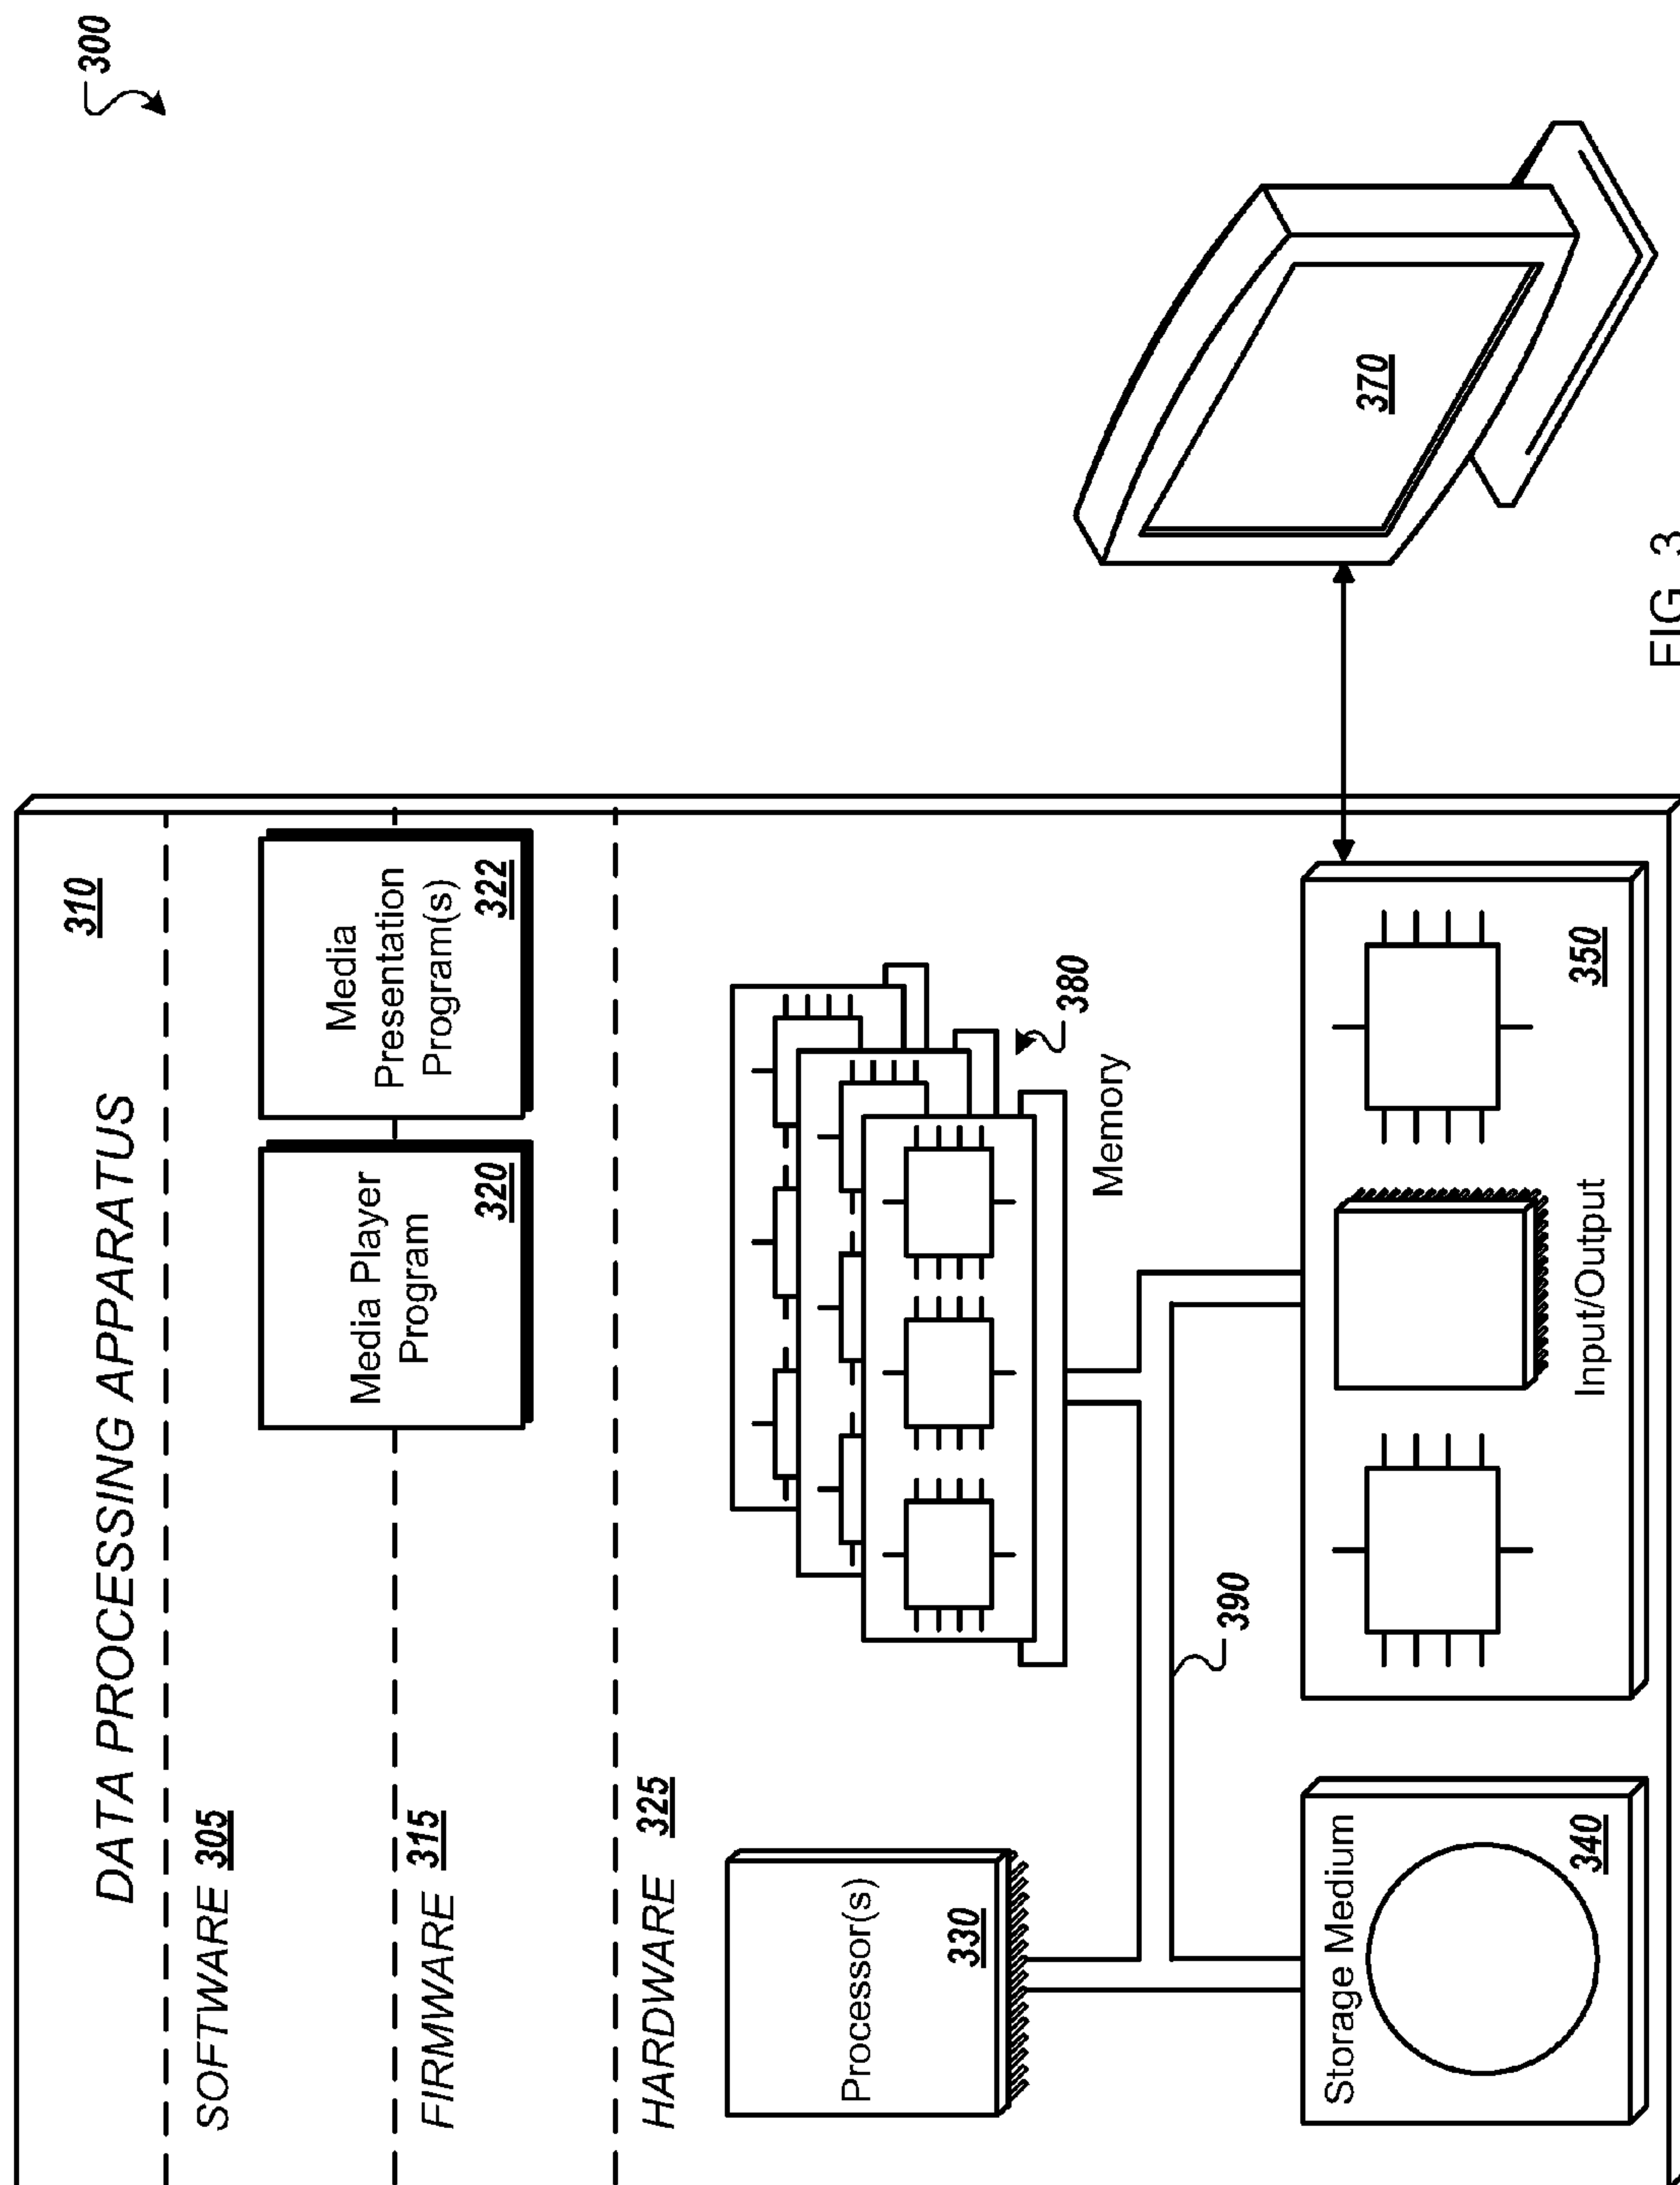 300
DATA PROCESSING APPARATUS
310
SOFTWARE 305
Media Player
Program
320
Media
Presentation
Program(s)
322
FIRMWARE 315
HARDWARE 325
Processor(s)
330
380
Memory
390
Storage Medium
340
Input/Output
350
370
FIG. 3